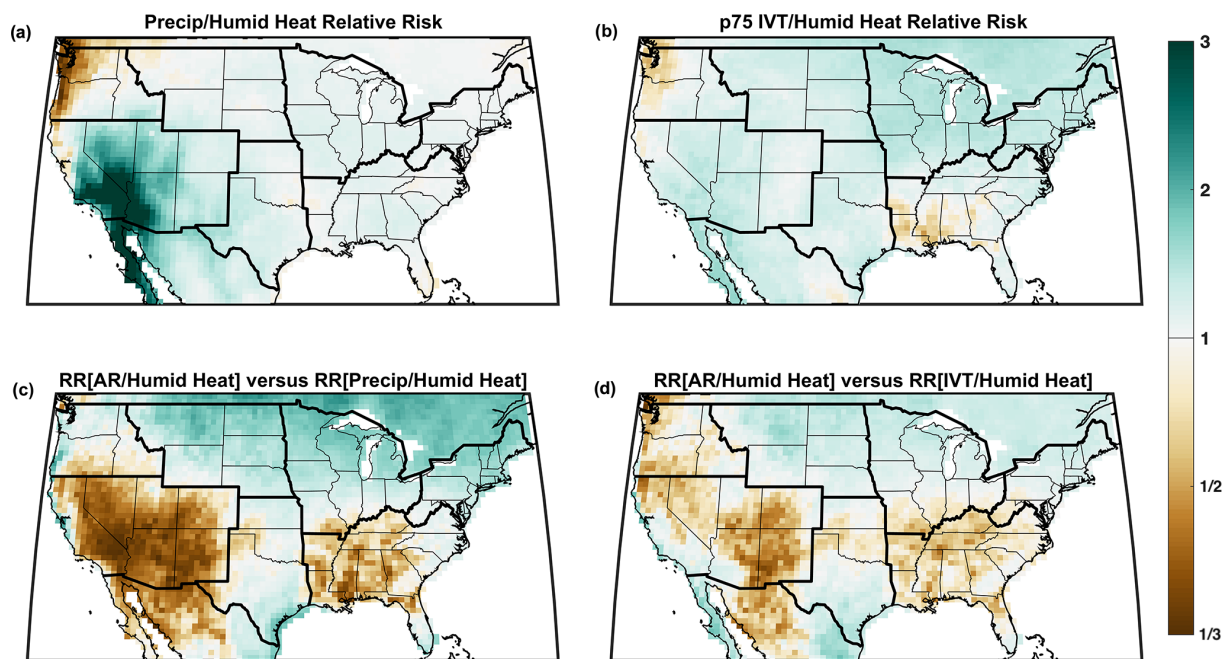 (a)
Precip/Humid Heat Relative Risk
(b)
p75 IVT/Humid Heat Relative Risk
3
2
1
1/2
1/3
(c)
RR[AR/Humid Heat] versus RR[Precip/Humid Heat]
(d)
RR[AR/Humid Heat] versus RR[IVT/Humid Heat]